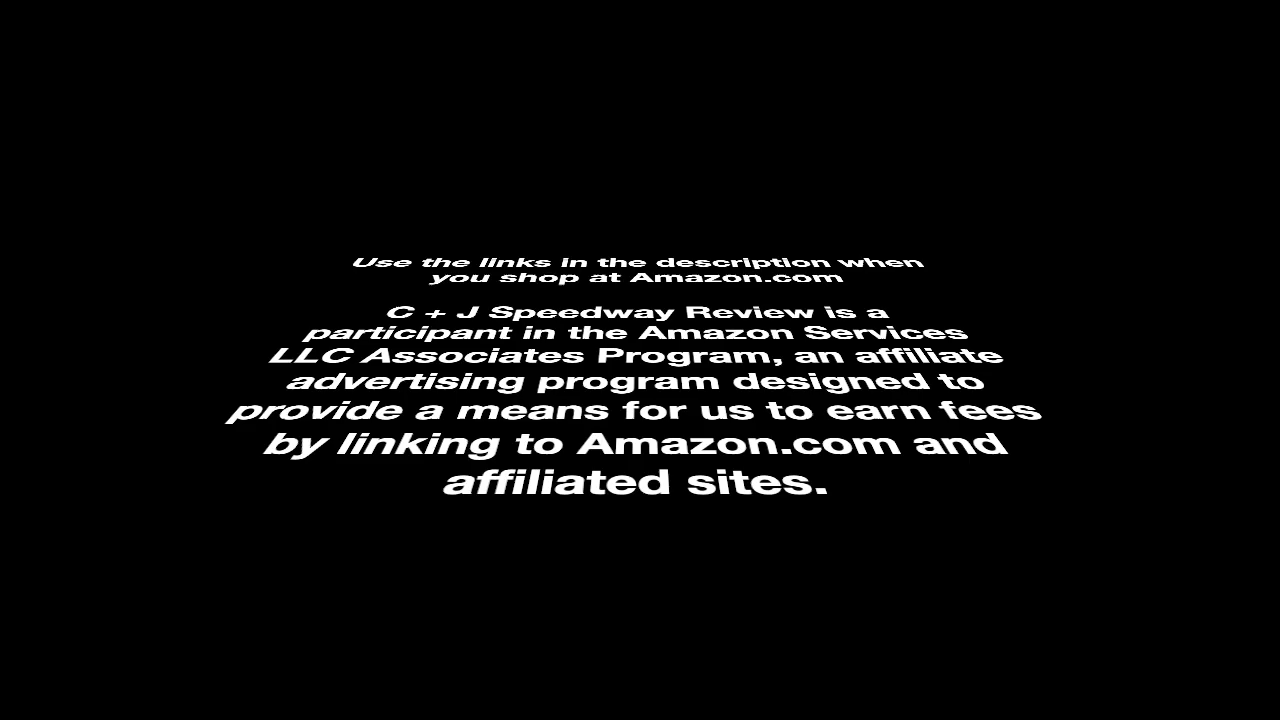 Use the links in the description when
you shop at Amazon.com
C + J Speedway Review is a
participant in the Amazon Services
LLC Associates Program, an affiliate
advertising program designed to
provide a means for us to earn fees
by linking to Amazon.com and
affiliated sites.